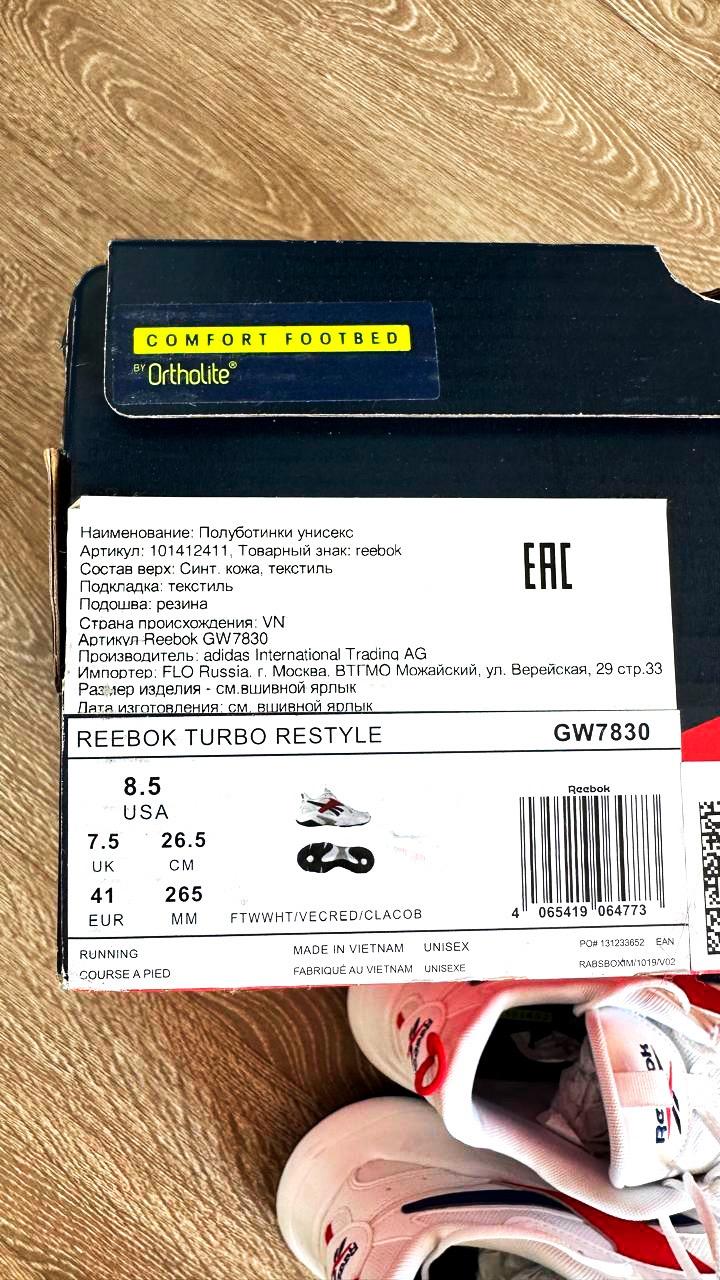 COMFORT FOOTBED
BY Ortholite®
Наименование: Полуботинки унисекс
Артикул: 101412411, Товарный знак: reebok
Состав верх: Синт. кожа, текстиль
Подкладка: текстиль
Подошва: резина
Страна происхождения: VN
Артикул Reebok GW7830
Производитель: adidas International Trading AG
Импортер: FLO Russia. г. Москва. ВТГМО Можайский, ул. Верейская, 29 стр.33
Размер изделия - см.вшивной ярлык
Дата изготовления: см. вшивной ярлык
EAC
REEBOK TURBO RESTYLE GW7830
8.5
USA
7.5 26.5
UK CM
41 265
EUR MM
FTWWHT/VECRED/CLACOB
Reebok
4 065419 064773
RUNNING MADE IN VIETNAM UNISEX PO# 131233652 EAN
COURSE A PIED FABRIQUÉ AU VIETNAM UNISEXE RABSBOXIM/1019/V02